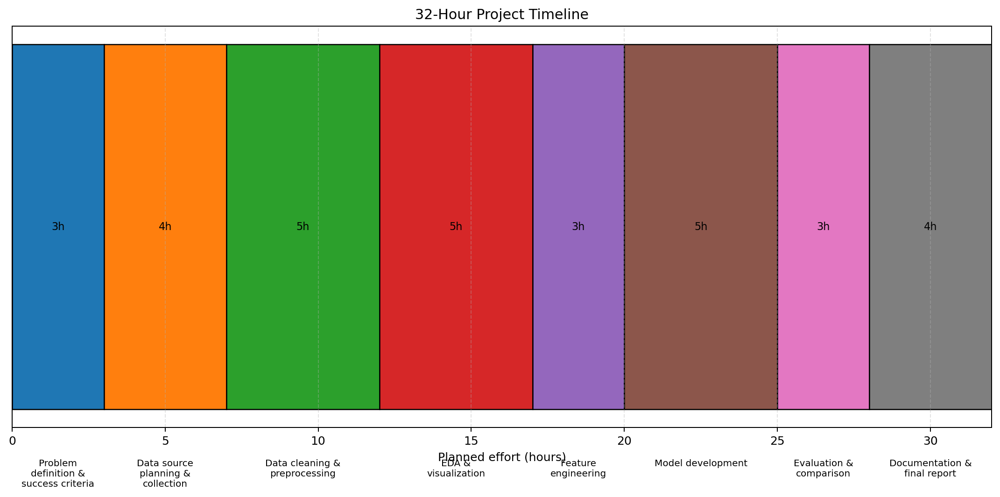 32-Hour Project Timeline
3h
4h
5h
5h
3h
5h
3h
4h
0
5
10
15
20
25
30
Planned effort (hours)
Problem
definition &
success criteria
Data source
planning &
collection
Data cleaning &
preprocessing
EDA &
visualization
Feature
engineering
Model development
Evaluation &
comparison
Documentation &
final report